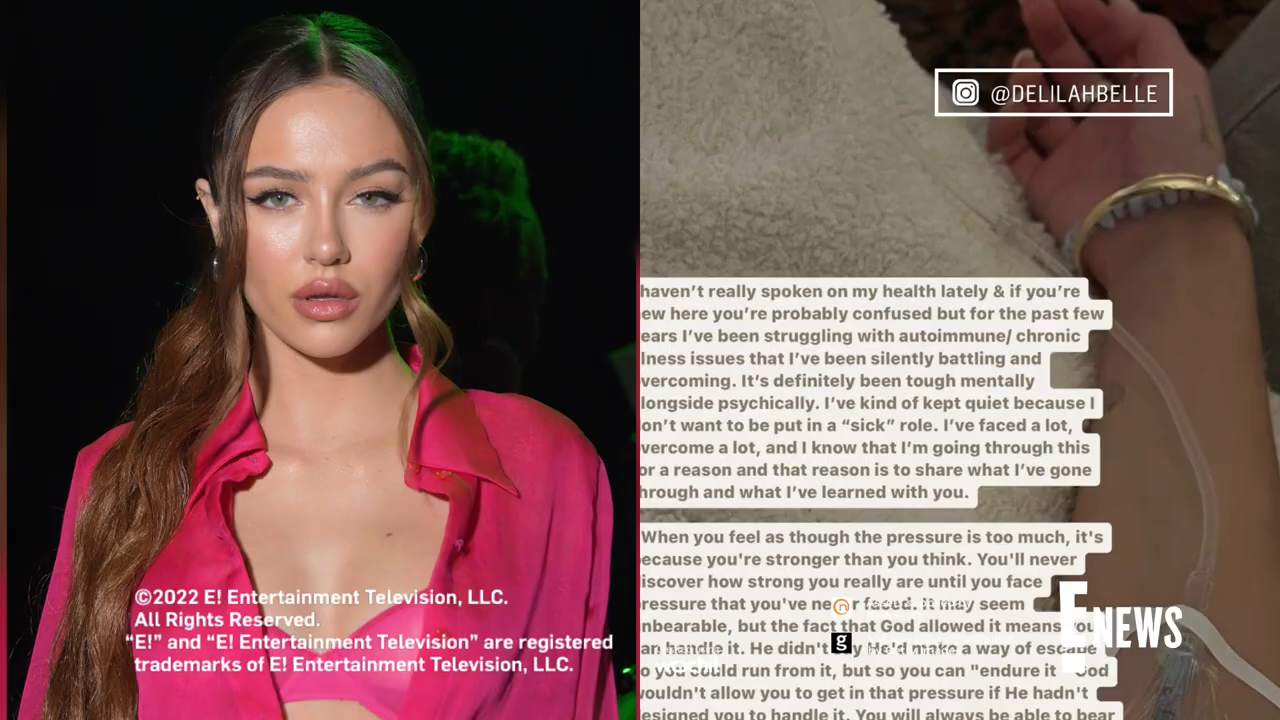 @DELILAHBELLE
haven't really spoken on my health lately & if you're
ew here you're probably confused but for the past few
ears I've been struggling with autoimmune/ chronic
lness issues that I've been silently battling and
vercoming. It's definitely been tough mentally
longside psychically. I've kind of kept quiet because I
on't want to be put in a “sick” role. I've faced a lot,
vercome a lot, and I know that I'm going through this
or a reason and that reason is to share what I've gone
hrough and what I've learned with you.
When you feel as though the pressure is too much, it's
ecause you're stronger than you think. You'll never
iscover how strong you really are until you face
ressure that you've never faced. It may seem
nbearable, but the fact that God allowed it means you
an handle it. He didn't
a way of escape
o you could run from it, but so you can "endure it
God
ouldn't allow you to get in that pressure if He hadn't
esigned you to handle it. You will always be able to bear
©2022 E! Entertainment Television, LLC.
All Rights Reserved.
“E!” and “E! Entertainment Television” are registered
trademarks of E! Entertainment Television, LLC.
E NEWS